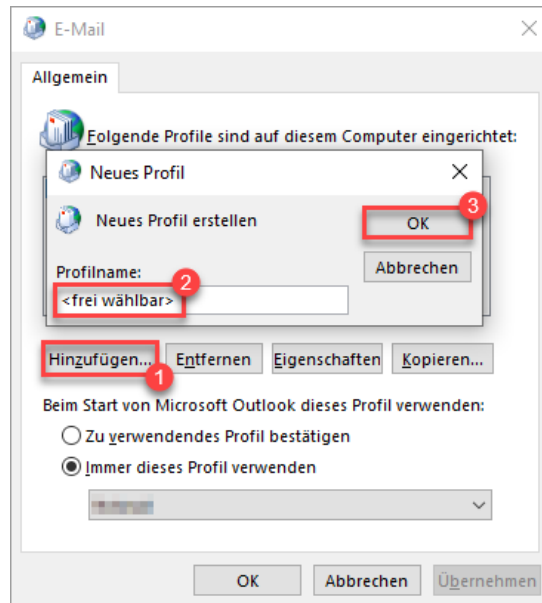 E-Mail
Allgemein
Folgende Profile sind auf diesem Computer eingerichtet:
Neues Profil
Neues Profil erstellen
3
OK
Abbrechen
Profilname:
2
<frei wählbar>
Hinzufügen... Entfernen Eigenschaften Kopieren...
1
Beim Start von Microsoft Outlook dieses Profil verwenden:
Zu verwendendes Profil bestätigen
Immer dieses Profil verwenden
OK Abbrechen Übernehmen